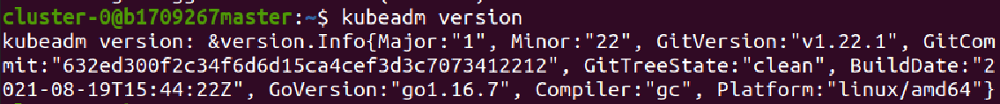 cluster-0@b1709267master:~$ kubeadm version
kubeadm version: &version.Info{Major:"1", Minor:"22", GitVersion:"v1.22.1", GitCom
mit:"632ed300f2c34f6d6d15ca4cef3d3c7073412212", GitTreeState:"clean", BuildDate:"2
021-08-19T15:44:22Z", GoVersion:"go1.16.7", Compiler:"gc", Platform:"linux/amd64"}